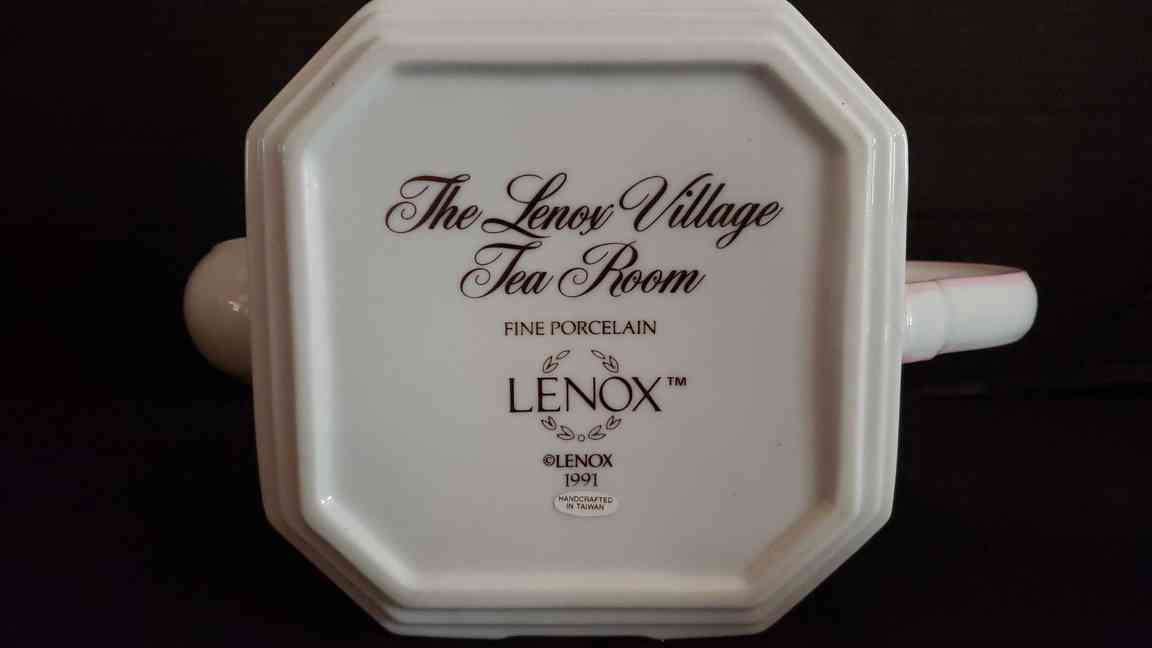 The Lenox Village
Tea Room
FINE PORCELAIN
LENOX™
©LENOX
1991
HANDCRAFTED
IN TAIWAN